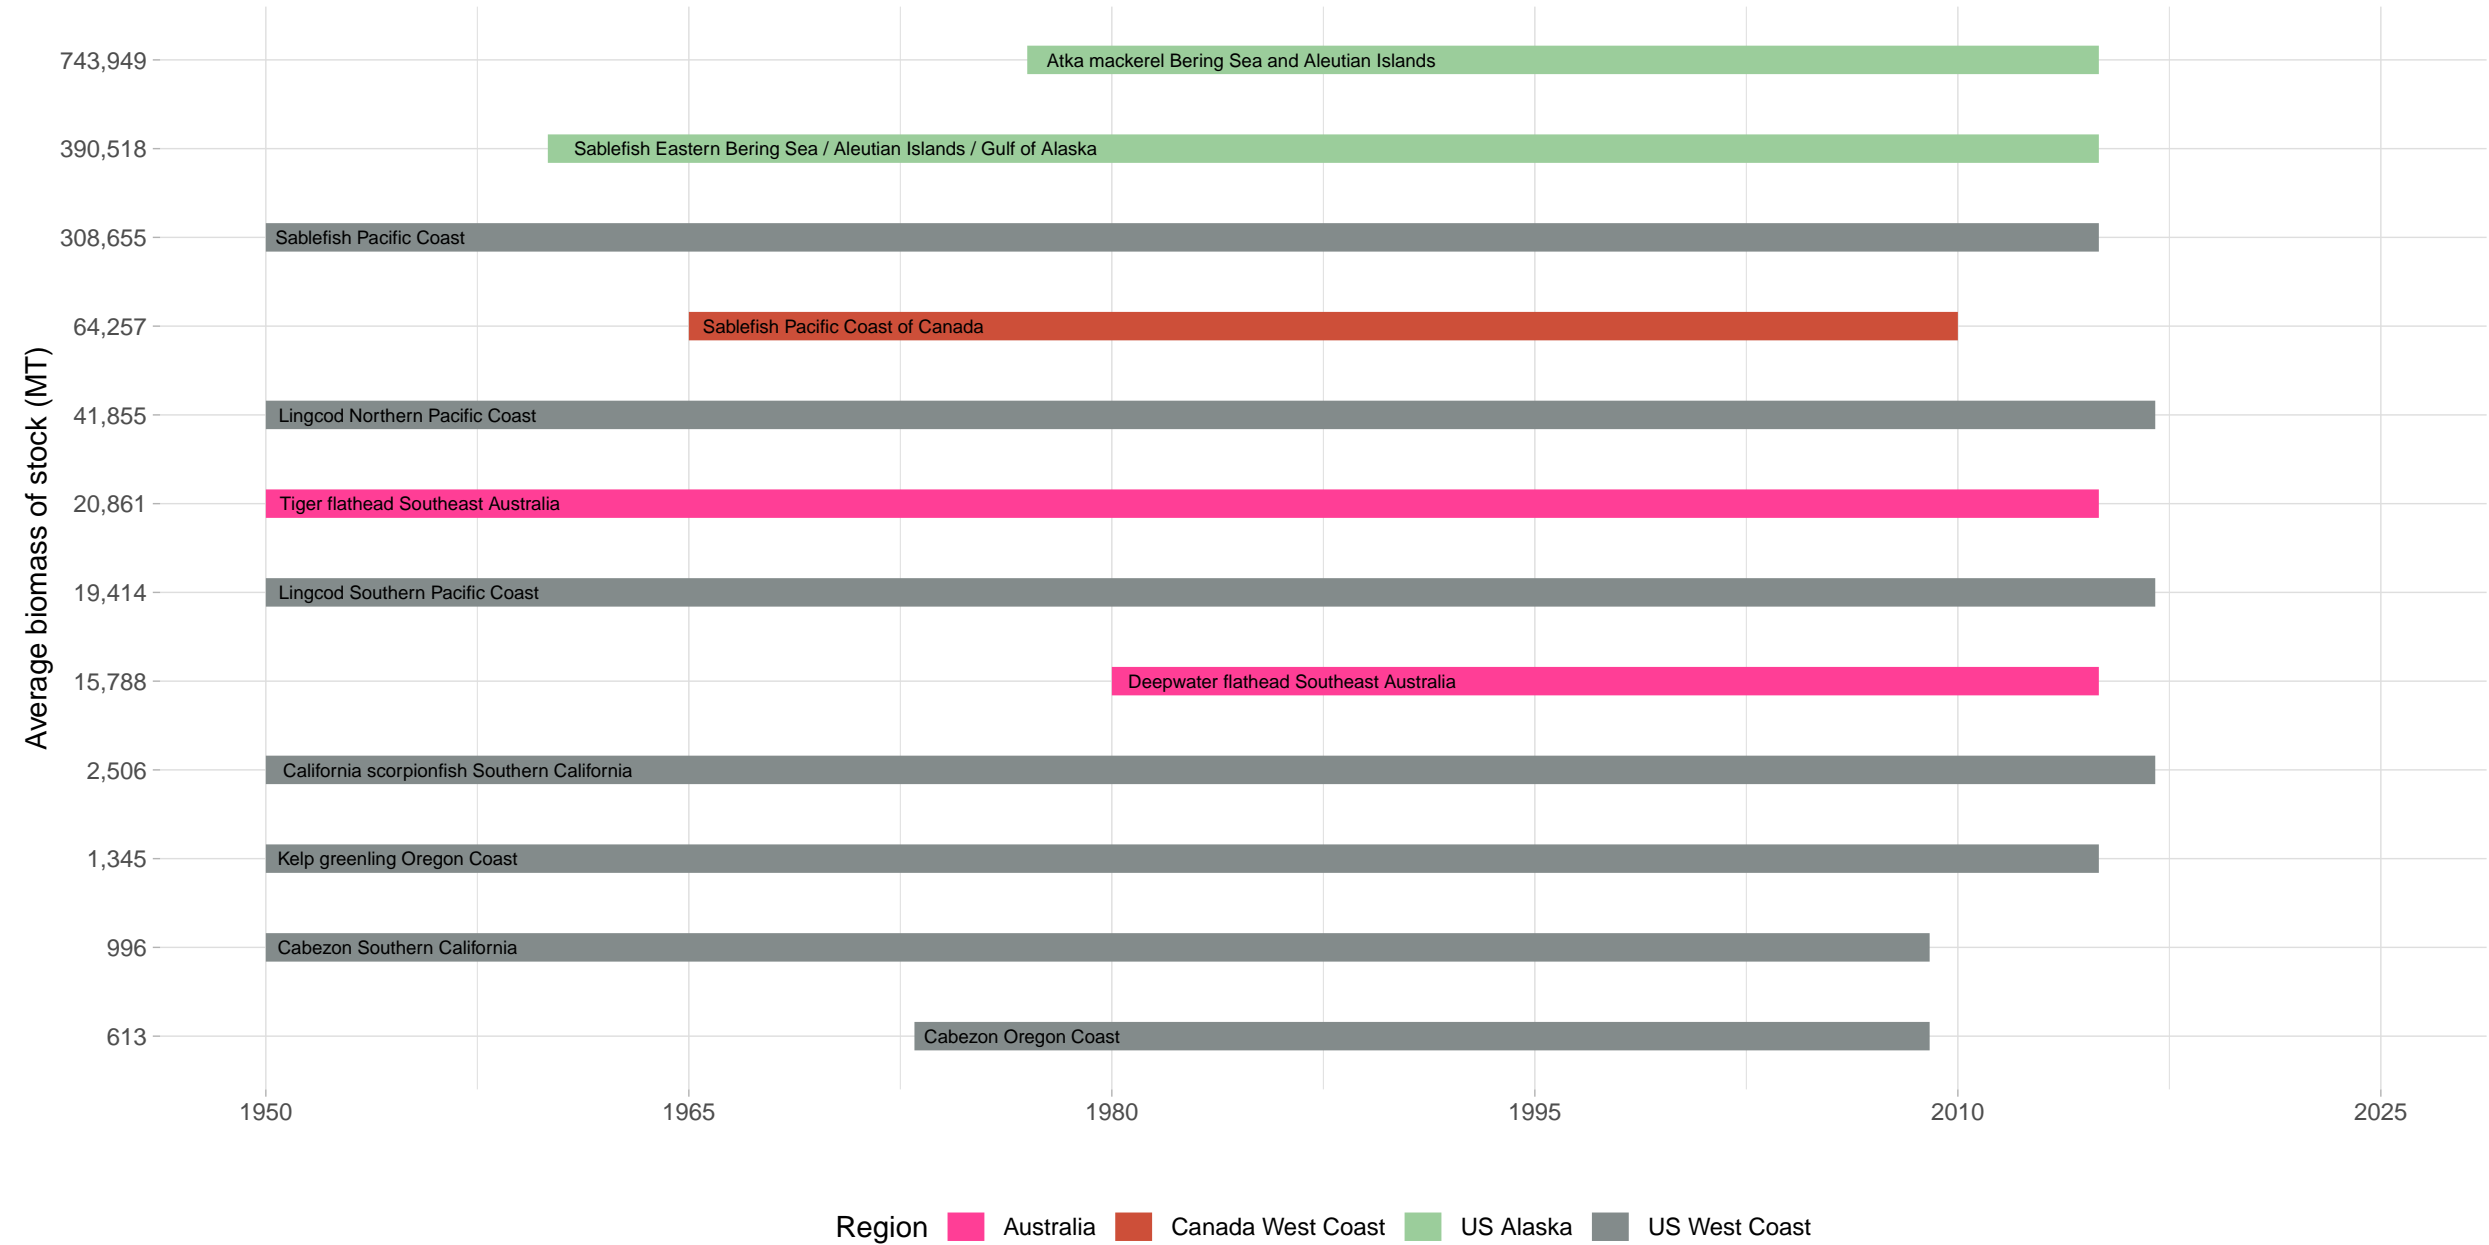 743,949 Atka mackerel Bering Sea and Aleutian Islands
390,518 Sablefish Eastern Bering Sea / Aleutian Islands / Gulf of Alaska
308,655 Sablefish Pacific Coast
64,257 Sablefish Pacific Coast of Canada
41,855 Lingcod Northern Pacific Coast
20,861 Tiger flathead Southeast Australia
19,414 Lingcod Southern Pacific Coast
15,788 Deepwater flathead Southeast Australia
2,506 California scorpionfish Southern California
1,345 Kelp greenling Oregon Coast
996 Cabezon Southern California
613 Cabezon Oregon Coast
Average biomass of stock (MT)
1950 1965 1980 1995 2010 2025
Region Australia Canada West Coast US Alaska US West Coast